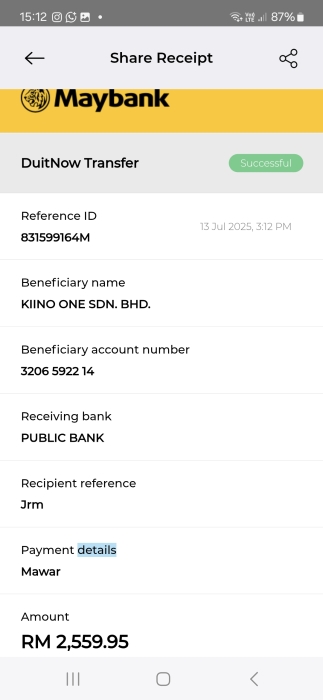 15:12 87%
Share Receipt
Maybank
DuitNow Transfer Successful
Reference ID
831599164M 13 Jul 2025, 3:12 PM
Beneficiary name
KIINO ONE SDN. BHD.
Beneficiary account number
3206 5922 14
Receiving bank
PUBLIC BANK
Recipient reference
Jrm
Payment details
Mawar
Amount
RM 2,559.95